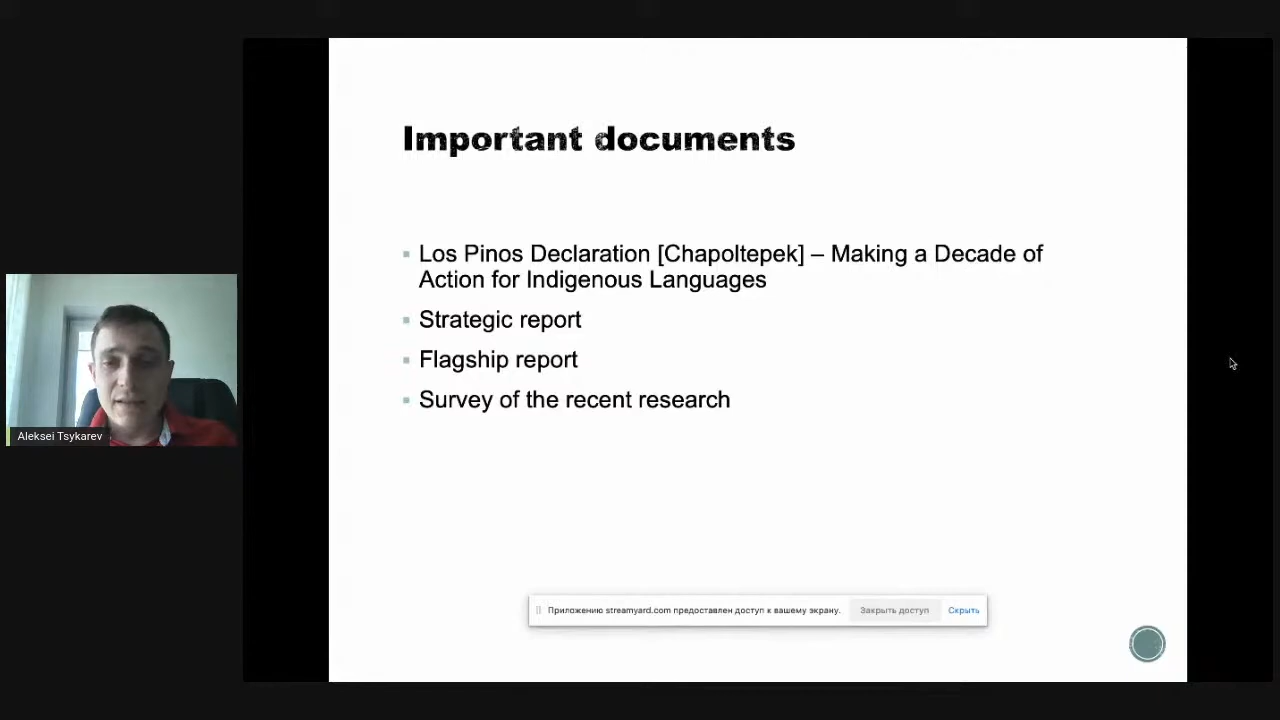 Important documents
Los Pinos Declaration [Chapoltepek] – Making a Decade of
Action for Indigenous Languages
Strategic report
Flagship report
Survey of the recent research
Aleksei Tsykarev
Приложению streamyard.com предоставлен доступ к вашему экрану. Закрыть доступ Скрыть